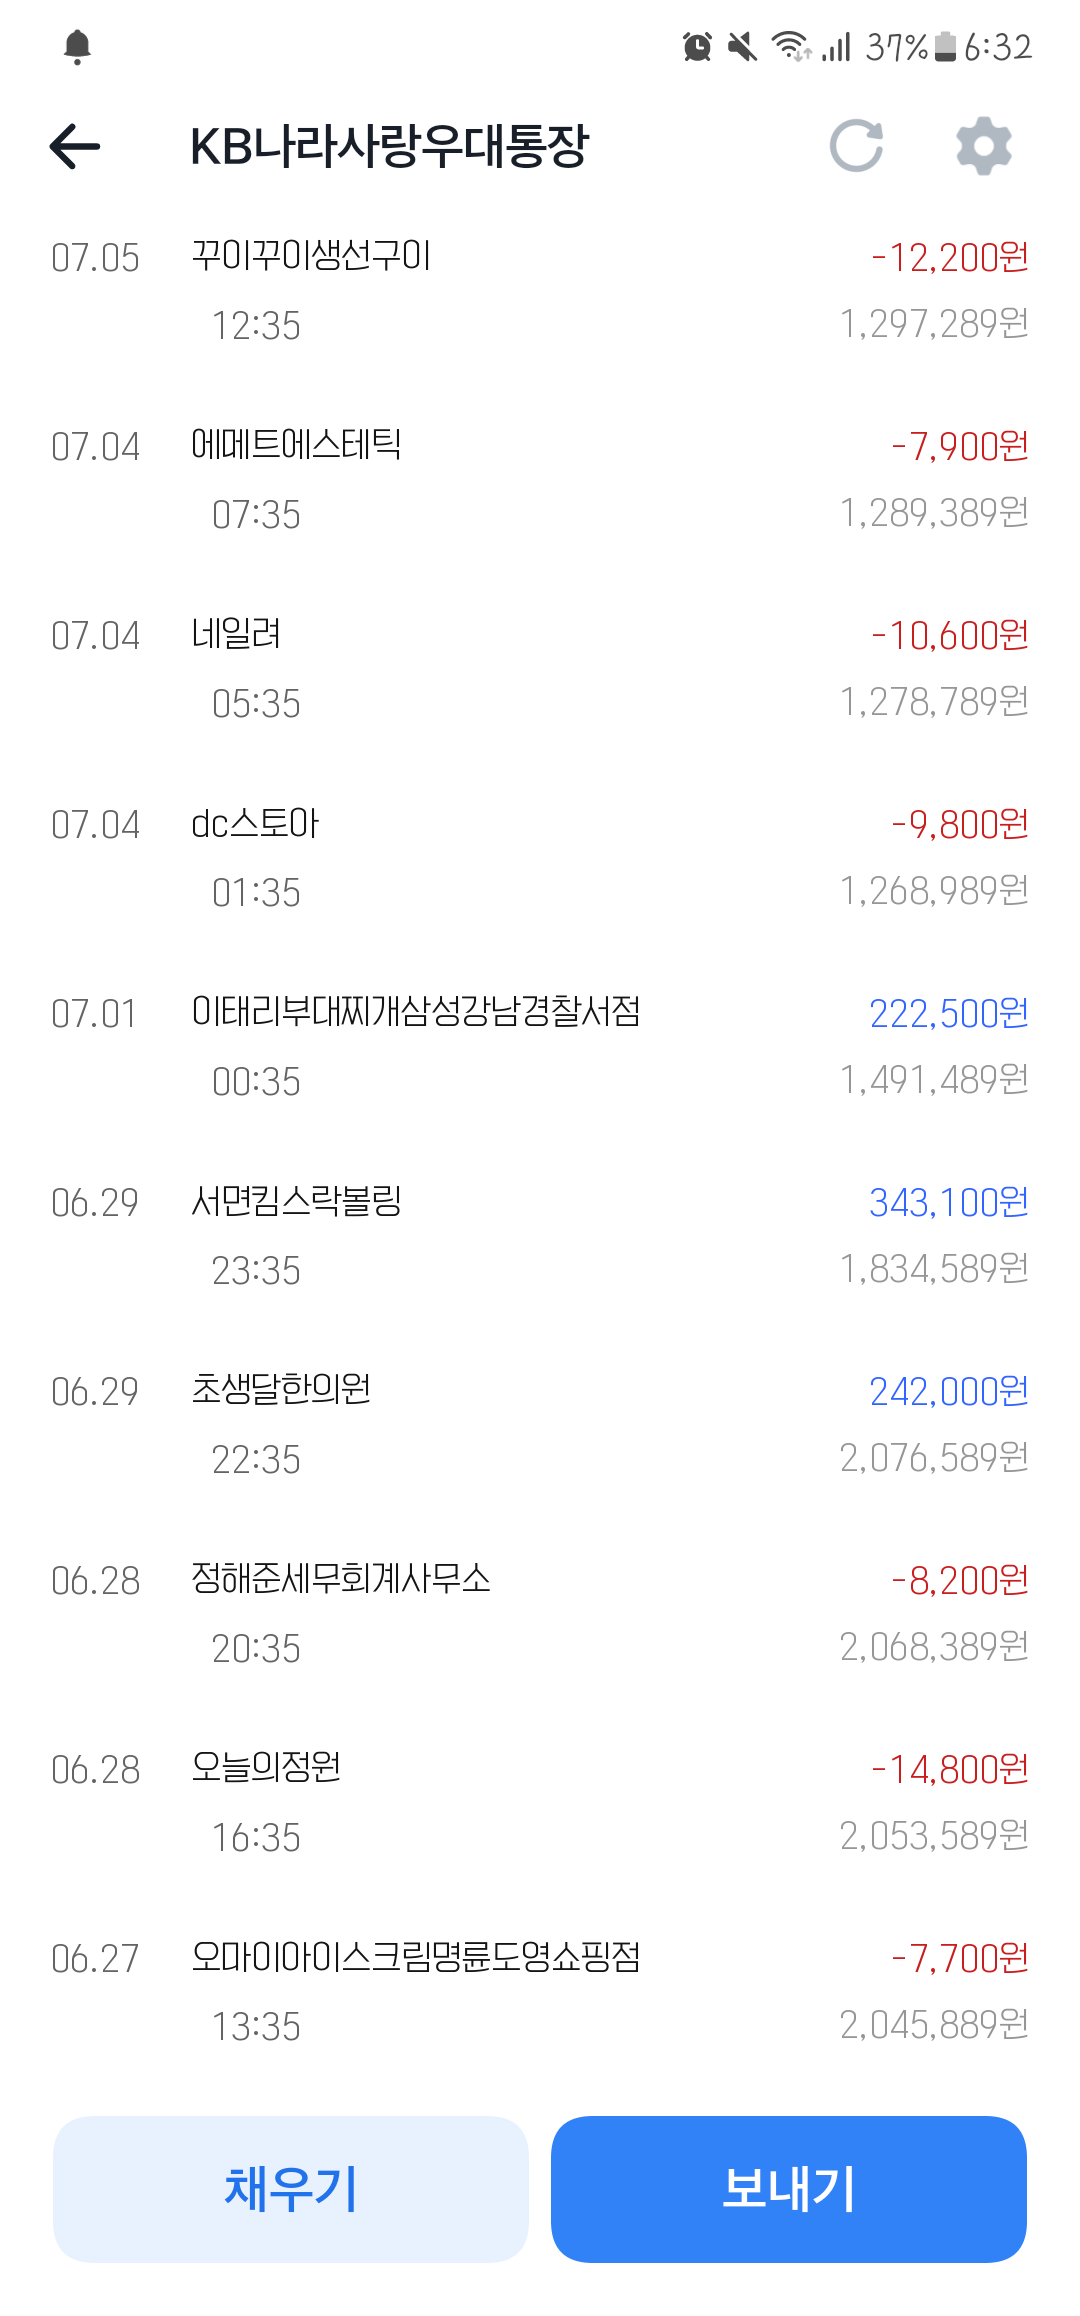 37% 6:32
KB나라사랑우대통장
07.05 꾸이꾸이생선구이 -12,200원
12:35 1,297,289원
07.04 에메트에스테틱 -7,900원
07:35 1,289,389원
07.04 네일려 -10,600원
05:35 1,278,789원
07.04 dc스토아 -9,800원
01:35 1,268,989원
07.01 이태리부대찌개삼성강남경찰서점 222,500원
00:35 1,491,489원
06.29 서면킴스락볼링 343,100원
23:35 1,834,589원
06.29 초생달한의원 242,000원
22:35 2,076,589원
06.28 정해준세무회계사무소 -8,200원
20:35 2,068,389원
06.28 오늘의정원 -14,800원
16:35 2,053,589원
06.27 오마이아이스크림명륜도영쇼핑점 -7,700원
13:35 2,045,889원
채우기 보내기